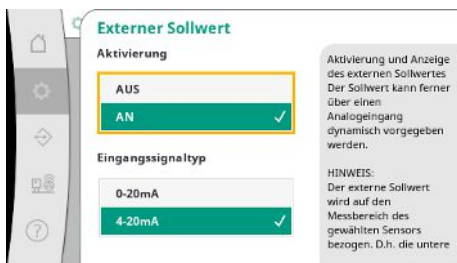 Externer Sollwert
Aktivierung
AUS
AN
Eingangssignaltyp
0-20mA
4-20mA
Aktivierung und Anzeige
des externen Sollwertes
Der Sollwert kann ferner
über einen
Analogeingang
dynamisch vorgegeben
werden.
HINWEIS:
Der externe Sollwert
wird auf den
Messbereich des
gewählten Sensors
bezogen. D.h. die untere